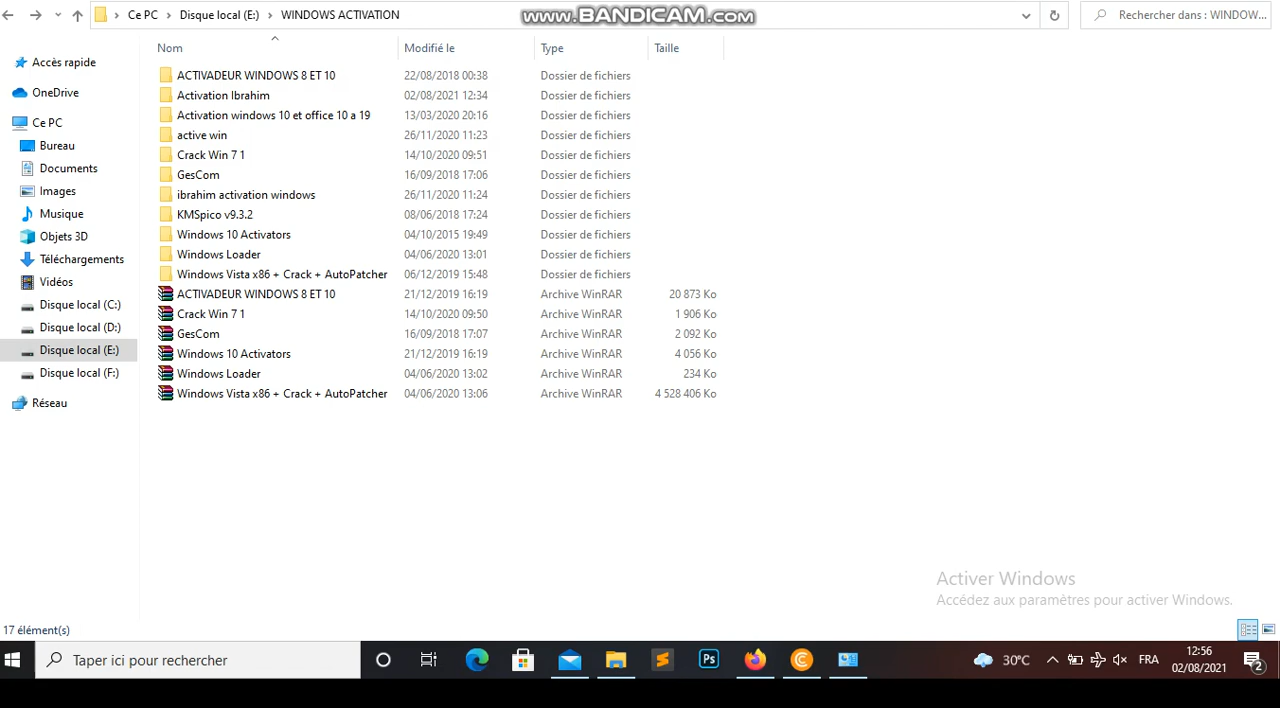 Ce PC > Disque local (E:) > WINDOWS ACTIVATION
www.BANDICAM.com
Rechercher dans : WINDOW...
Nom Modifié le Type Taille
Accès rapide
OneDrive
Ce PC
Bureau
Documents
Images
Musique
Objets 3D
Téléchargements
Vidéos
Disque local (C:)
Disque local (D:)
Disque local (E:)
Disque local (F:)
Réseau
ACTIVADEUR WINDOWS 8 ET 10 22/08/2018 00:38 Dossier de fichiers
Activation Ibrahim 02/08/2021 12:34 Dossier de fichiers
Activation windows 10 et office 10 a 19 13/03/2020 20:16 Dossier de fichiers
active win 26/11/2020 11:23 Dossier de fichiers
Crack Win 7 1 14/10/2020 09:51 Dossier de fichiers
GesCom 16/09/2018 17:06 Dossier de fichiers
ibrahim activation windows 26/11/2020 11:24 Dossier de fichiers
KMSpico v9.3.2 08/06/2018 17:24 Dossier de fichiers
Windows 10 Activators 04/10/2015 19:49 Dossier de fichiers
Windows Loader 04/06/2020 13:01 Dossier de fichiers
Windows Vista x86 + Crack + AutoPatcher 06/12/2019 15:48 Dossier de fichiers
ACTIVADEUR WINDOWS 8 ET 10 21/12/2019 16:19 Archive WinRAR 20 873 Ko
Crack Win 7 1 14/10/2020 09:50 Archive WinRAR 1 906 Ko
GesCom 16/09/2018 17:07 Archive WinRAR 2 092 Ko
Windows 10 Activators 21/12/2019 16:19 Archive WinRAR 4 056 Ko
Windows Loader 04/06/2020 13:02 Archive WinRAR 234 Ko
Windows Vista x86 + Crack + AutoPatcher 04/06/2020 13:06 Archive WinRAR 4 528 406 Ko
Activer Windows
Accédez aux paramètres pour activer Windows.
17 élément(s)
Taper ici pour rechercher
Ps
30°C
FRA
12:56
02/08/2021
2